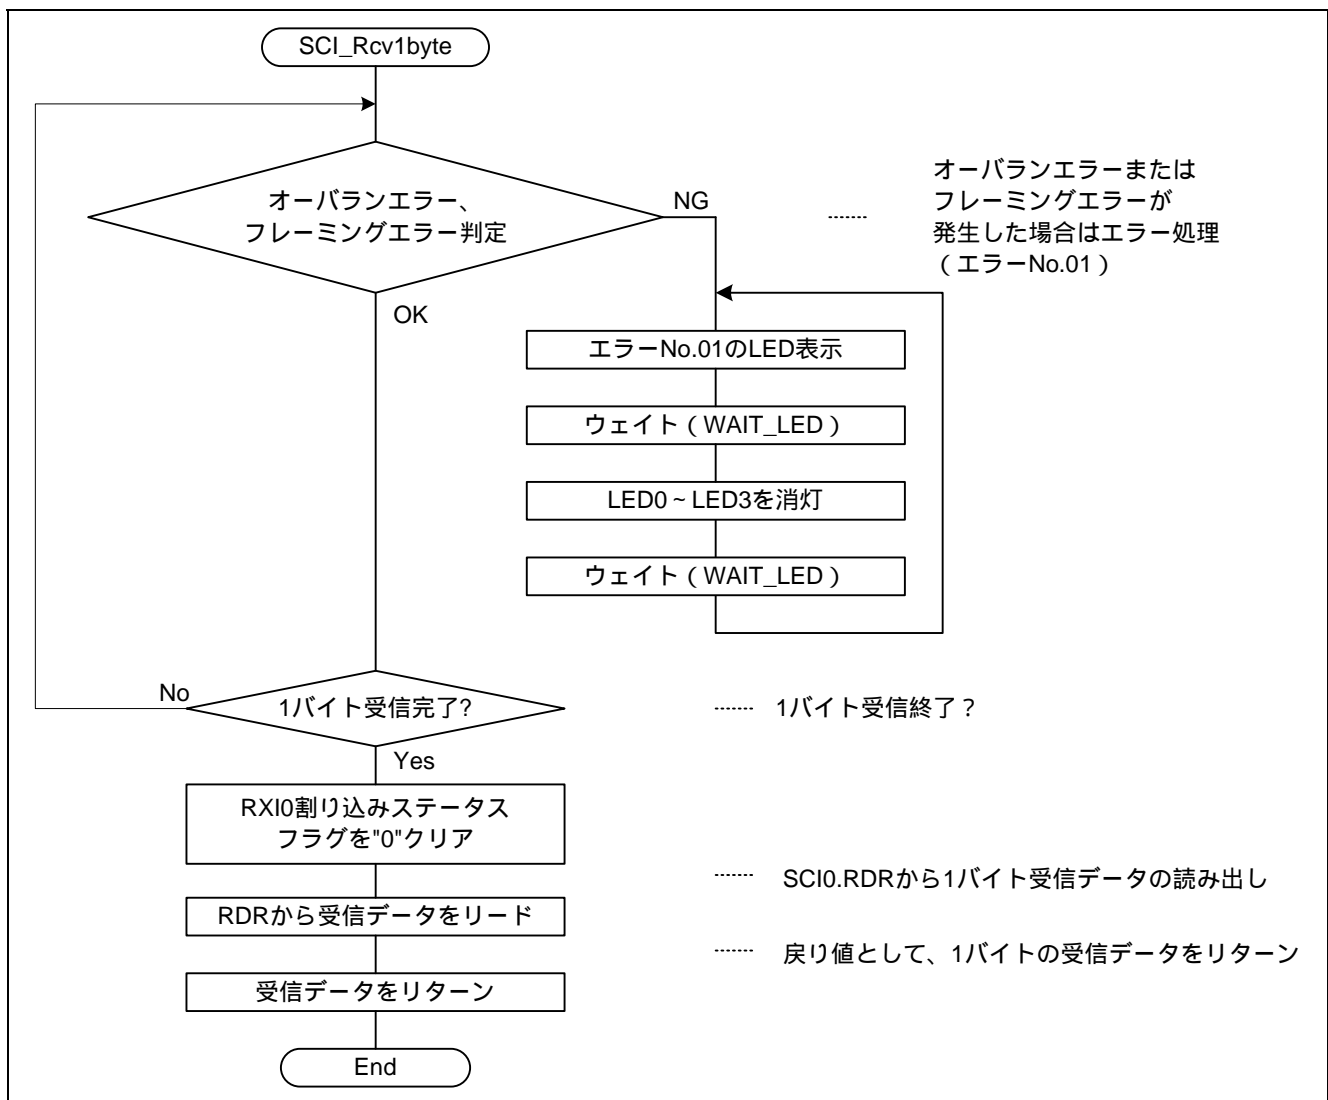 SCI_Rcv1byte
オーバランエラー、
フレーミングエラー判定
NG
オーバランエラーまたは
フレーミングエラーが
発生した場合はエラー処理
（エラーNo.01）
OK
エラーNo.01のLED表示
ウェイト（WAIT_LED）
LED0～LED3を消灯
ウェイト（WAIT_LED）
No
1バイト受信完了?
1バイト受信終了？
Yes
RXI0割り込みステータス
フラグを"0"クリア
SCI0.RDRから1バイト受信データの読み出し
RDRから受信データをリード
戻り値として、1バイトの受信データをリターン
受信データをリターン
End